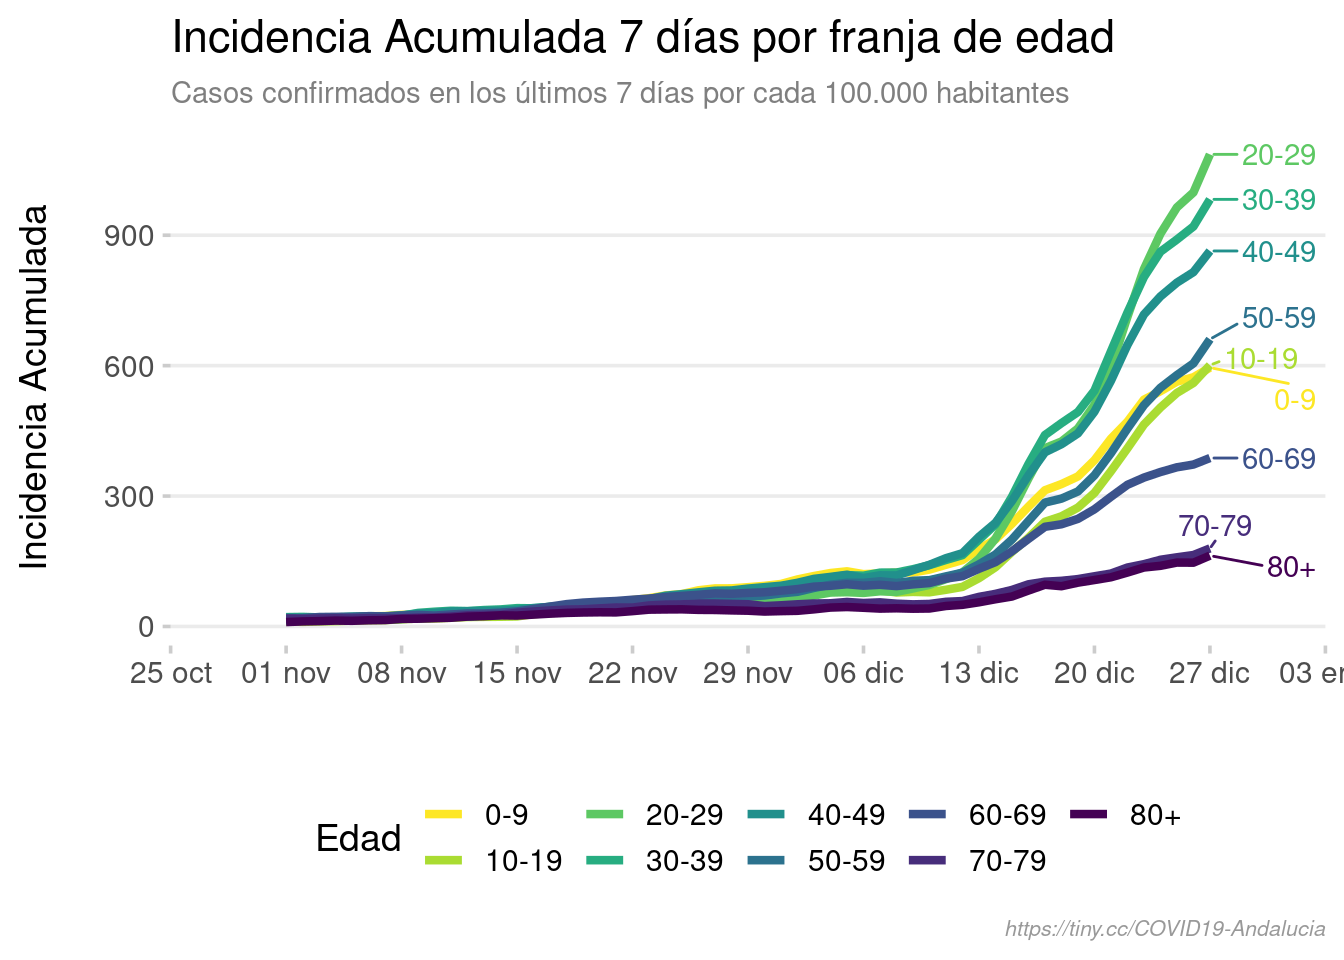 Incidencia Acumulada 7 días por franja de edad
Casos confirmados en los últimos 7 días por cada 100.000 habitantes
Incidencia Acumulada
900
600
300
0
20-29
30-39
40-49
50-59
10-19
0-9
60-69
70-79
80+
25 oct 01 nov 08 nov 15 nov 22 nov 29 nov 06 dic 13 dic 20 dic 27 dic 03 er
Edad
0-9 20-29 40-49 60-69 80+
10-19 30-39 50-59 70-79
https://tiny.cc/COVID19-Andalucia